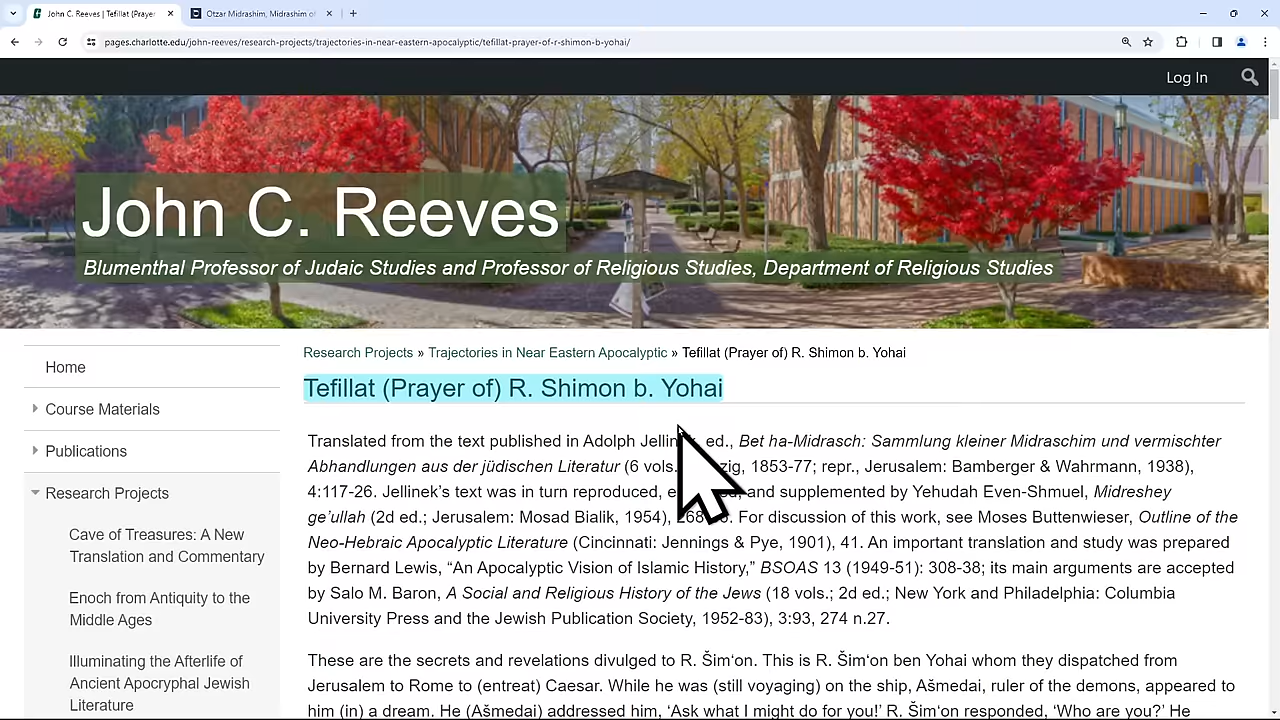 John C. Reeves | Tefillat (Prayer
Otzar Midrashim, Midrashim of
pages.charlotte.edu/john-reeves/research-projects/trajectories-in-near-eastern-apocalyptic/tefillat-prayer-of-r-shimon-b-yohai/
Log In
John C. Reeves
Blumenthal Professor of Judaic Studies and Professor of Religious Studies, Department of Religious Studies
Home
Course Materials
Publications
Research Projects
Cave of Treasures: A New
Translation and Commentary
Enoch from Antiquity to the
Middle Ages
Illuminating the Afterlife of
Ancient Apocryphal Jewish
Literature
Research Projects » Trajectories in Near Eastern Apocalyptic » Tefillat (Prayer of) R. Shimon b. Yohai
Tefillat (Prayer of) R. Shimon b. Yohai
Translated from the text published in Adolph ed., Bet ha-Midrasch: Sammlung kleiner Midraschim und vermischter
Abhandlungen aus der jüdischen Literatur (6 vols. 1853-77; repr., Jerusalem: Bamberger & Wahrmann, 1938),
4:117-26. Jellinek's text was in turn reproduced, and supplemented by Yehudah Even-Shmuel, Midreshey
ge'ullah (2d ed.; Jerusalem: Mosad Bialik, 1954), For discussion of this work, see Moses Buttenwieser, Outline of the
Neo-Hebraic Apocalyptic Literature (Cincinnati: Jennings & Pye, 1901), 41. An important translation and study was prepared
by Bernard Lewis, “An Apocalyptic Vision of Islamic History,” BSOAS 13 (1949-51): 308-38; its main arguments are accepted
by Salo M. Baron, A Social and Religious History of the Jews (18 vols.; 2d ed.; New York and Philadelphia: Columbia
University Press and the Jewish Publication Society, 1952-83), 3:93, 274 n.27.
These are the secrets and revelations divulged to R. Šim‘on. This is R. Šim‘on ben Yohai whom they dispatched from
Jerusalem to Rome to (entreat) Caesar. While he was (still voyaging) on the ship, Ašmedai, ruler of the demons, appeared to
him (in) a dream. He (Ašmedai) addressed him, ‘Ask what I might do for you!’ R. Šim‘on responded, ‘Who are you?’ He